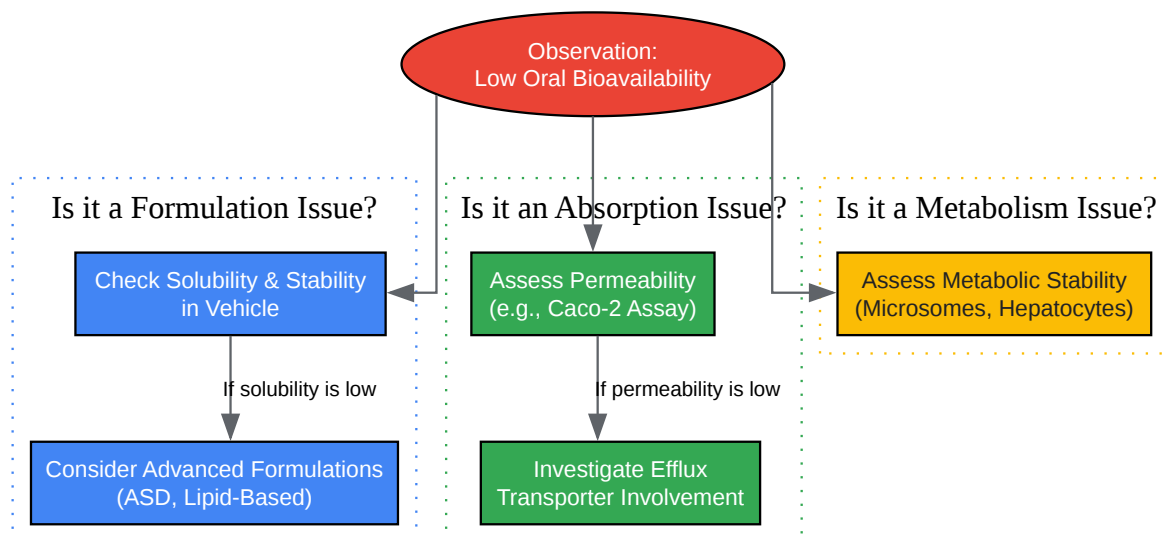 Observation:
Low Oral Bioavailability
Is it a Formulation Issue?
Check Solubility & Stability
in Vehicle
If solubility is low
Consider Advanced Formulations
(ASD, Lipid-Based)
Is it an Absorption Issue?
Assess Permeability
(e.g., Caco-2 Assay)
If permeability is low
Investigate Efflux
Transporter Involvement
Is it a Metabolism Issue?
Assess Metabolic Stability
(Microsomes, Hepatocytes)